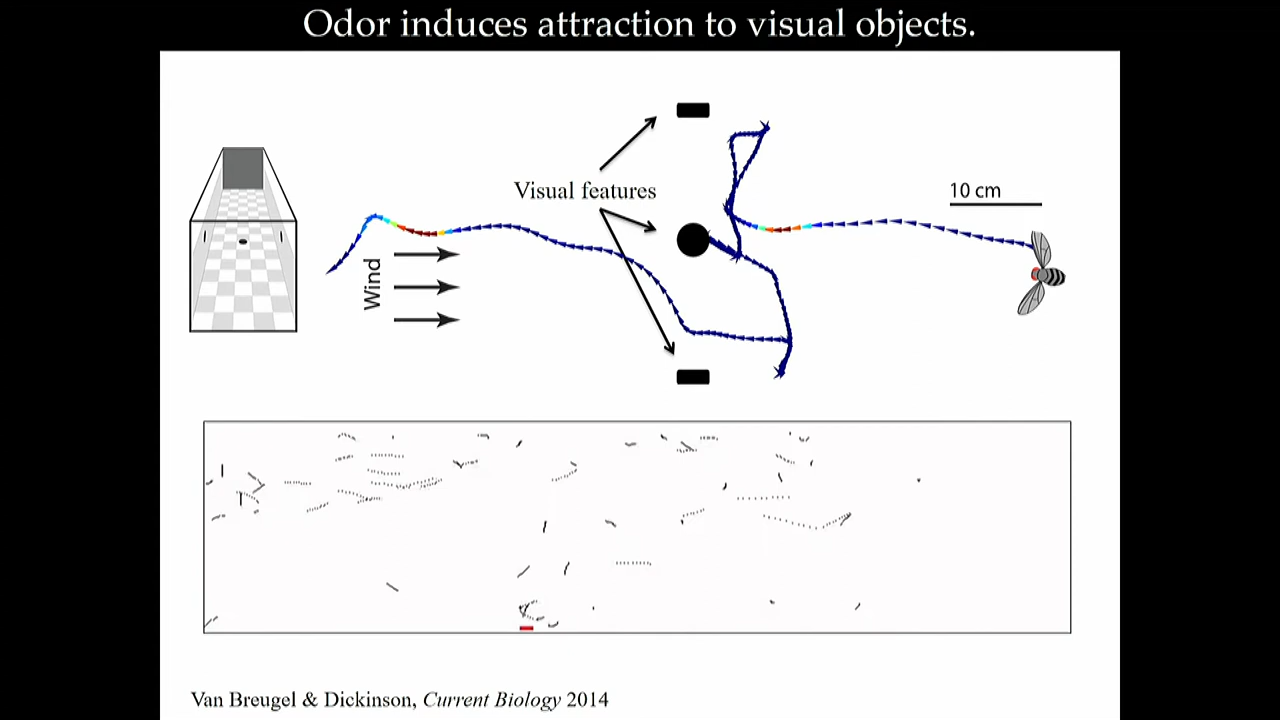 Odor induces attraction to visual objects.
Visual features
10 cm
Wind
Van Breugel & Dickinson, Current Biology 2014